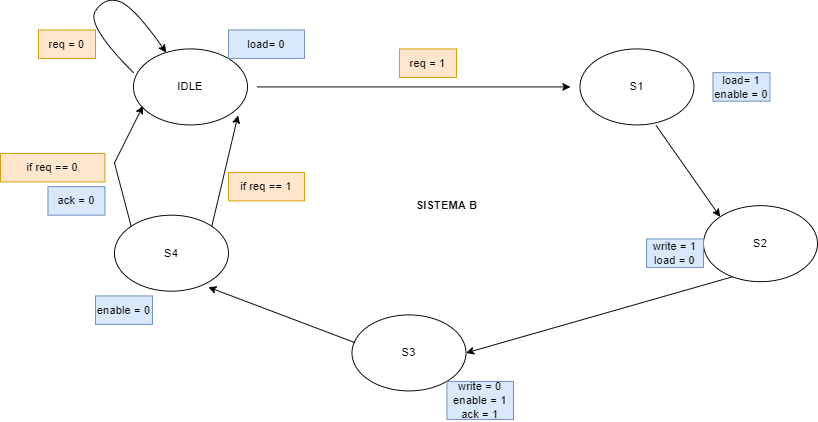 req = 0
load= 0
IDLE
req = 1
S1
load= 1
enable = 0
if req == 0
ack = 0
if req == 1
SISTEMA B
S4
write = 1
load = 0
S2
enable = 0
S3
write = 0
enable = 1
ack = 1